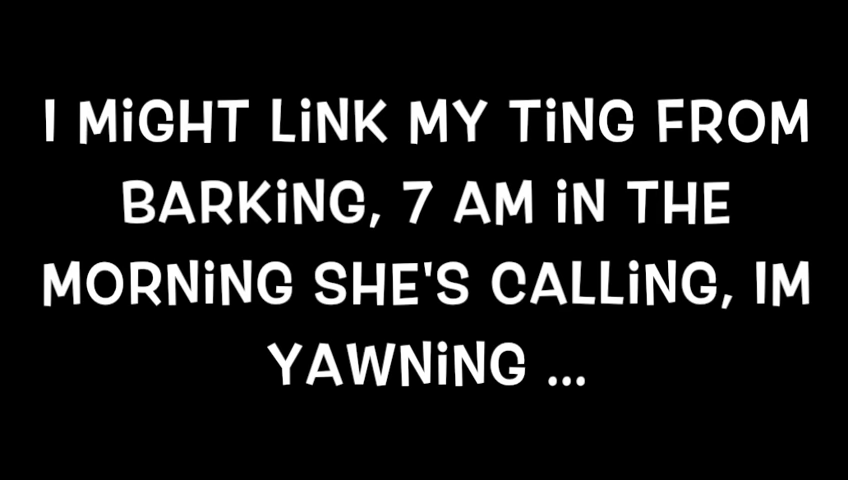 I MiGHT LiNK MY TiNG FROM
BARKiNG, 7 AM iN THE
MORNiNG SHE'S CALLiNG, IM
YAWNiNG ...